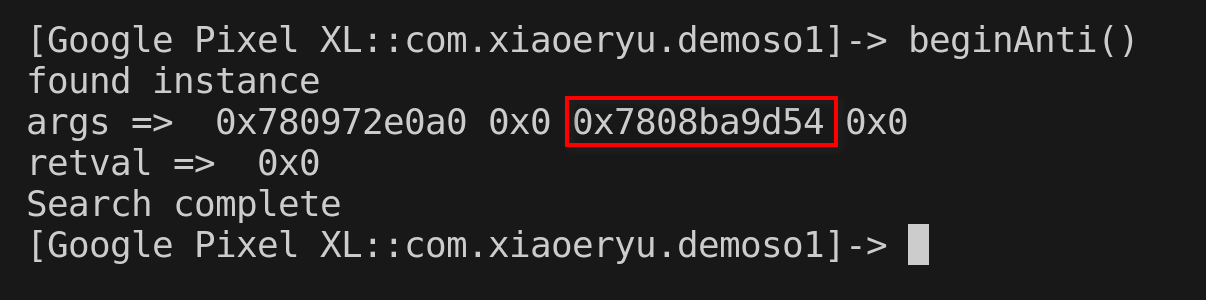 [Google Pixel XL::com.xiaoeryu.demoso1]-> beginAnti()
found instance
args =>  0x780972e0a0 0x0 0x7808ba9d54 0x0
retval =>  0x0
Search complete
[Google Pixel XL::com.xiaoeryu.demoso1]->